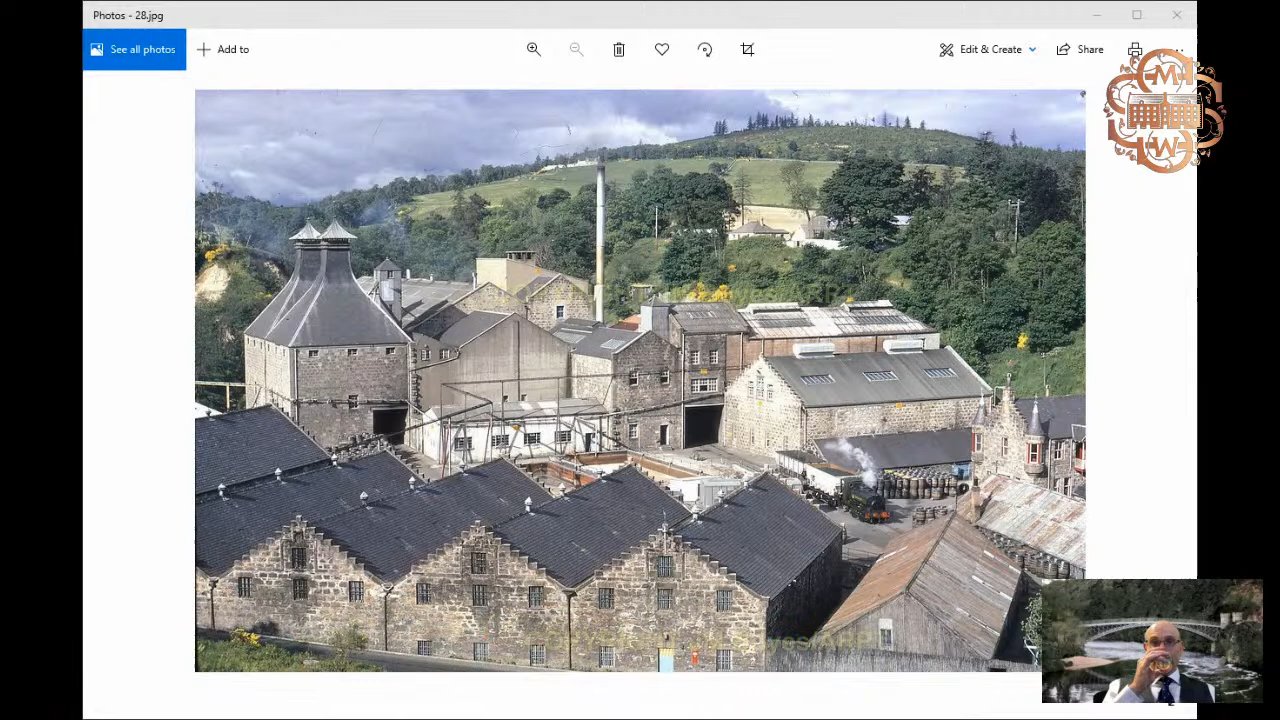 Photos - 28.jpg
See all photos
Add to
Edit & Create
Share
M
W